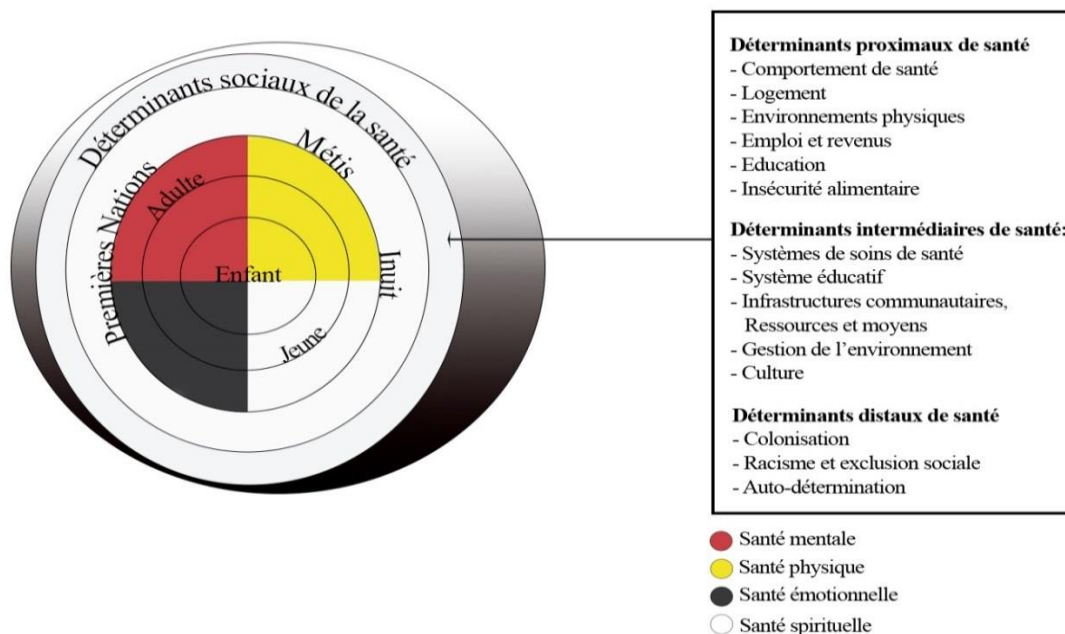 Déterminants sociaux de la santé
Premières Nations
Métis
Inuit
Adulte
Enfant
Jeune
Déterminants proximaux de santé
- Comportement de santé
- Logement
- Environnements physiques
- Emploi et revenus
- Education
- Insécurité alimentaire
Déterminants intermédiaires de santé:
- Systèmes de soins de santé
- Système éducatif
- Infrastructures communautaires,
Ressources et moyens
- Gestion de l'environnement
- Culture
Déterminants distaux de santé
- Colonisation
- Racisme et exclusion sociale
- Auto-détermination
Santé mentale
Santé physique
Santé émotionnelle
Santé spirituelle